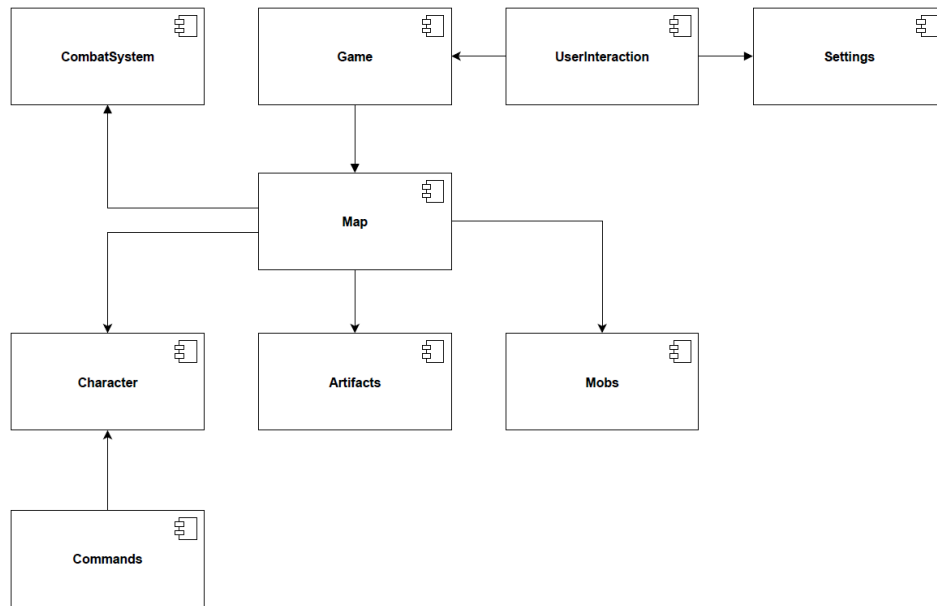 CombatSystem
Game
UserInteraction
Settings
Map
Character
Artifacts
Mobs
Commands